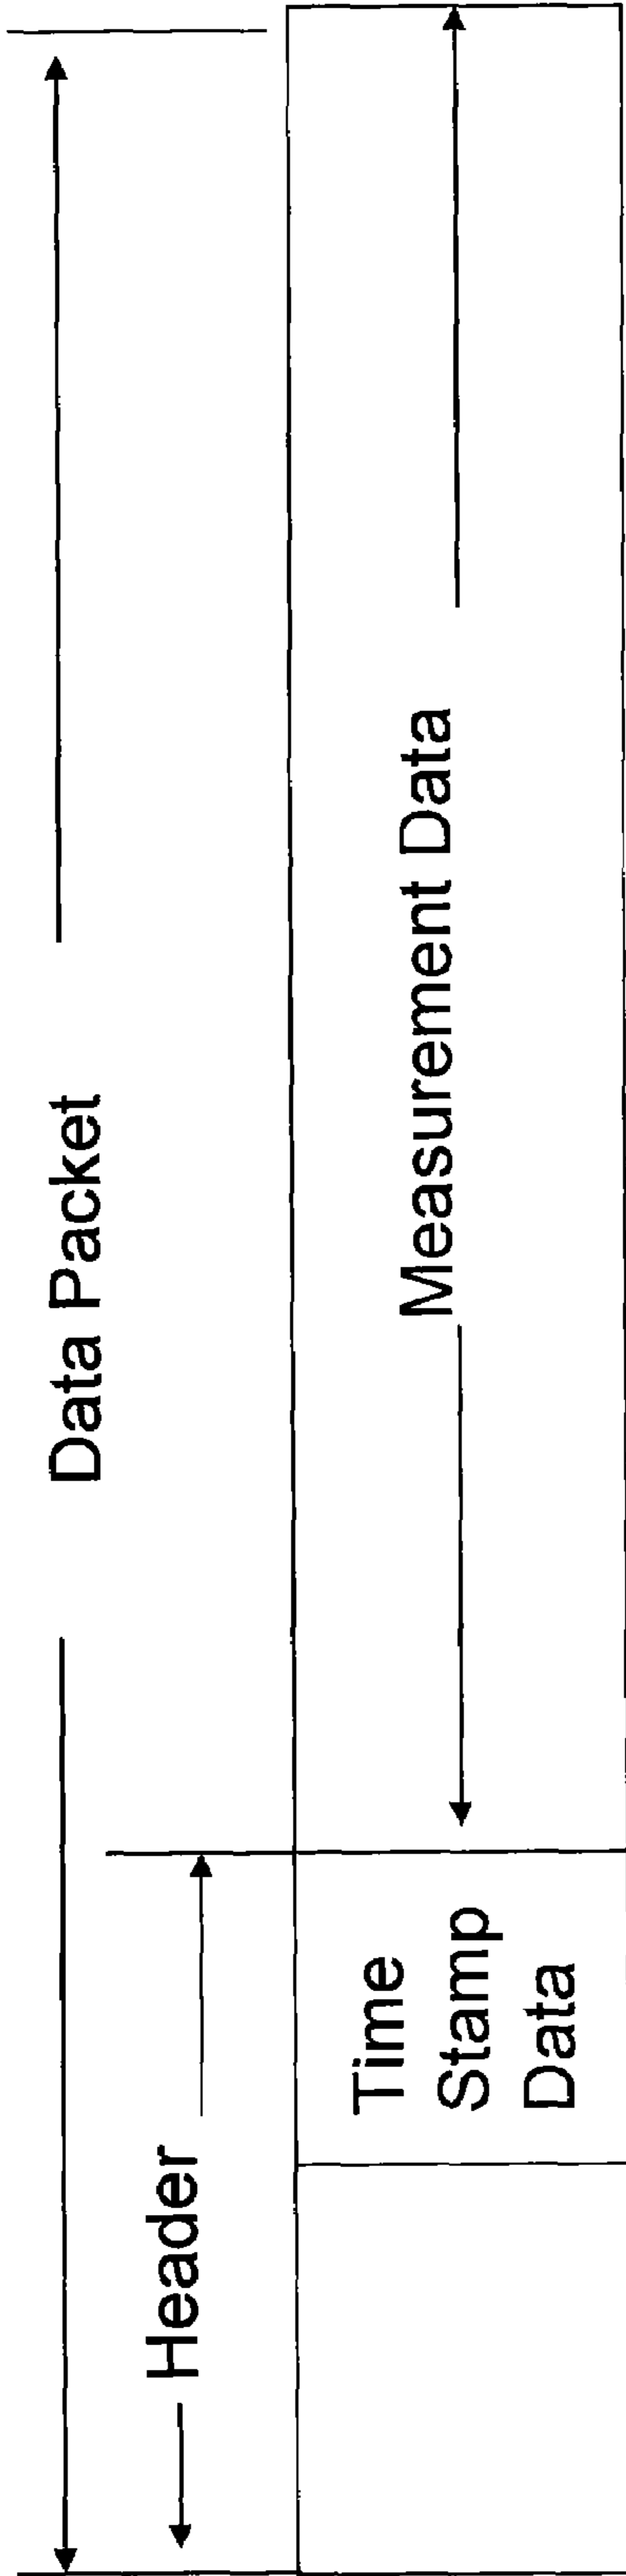 Data Packet
Header
Time
Stamp
Data
Measurement Data